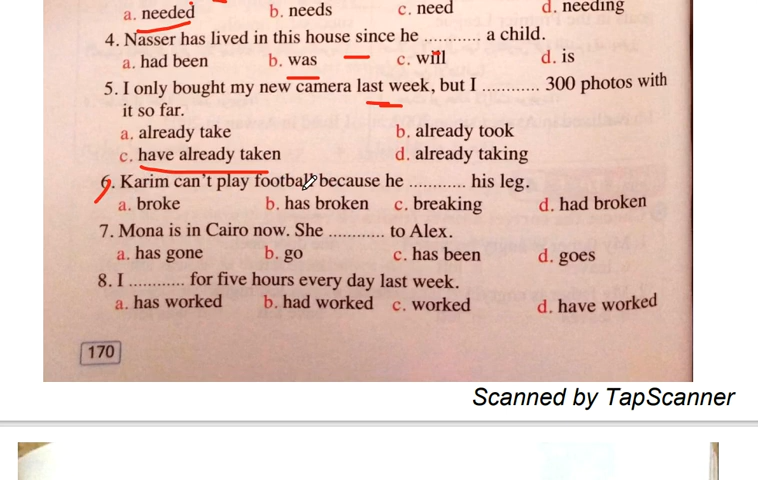 a. needed b. needs c. need d. needing
4. Nasser has lived in this house since he ............ a child.
a. had been b. was c. will d. is
5. I only bought my new camera last week, but I ............ 300 photos with
it so far.
a. already take b. already took
c. have already taken d. already taking
6. Karim can't play football because he ............ his leg.
a. broke b. has broken c. breaking d. had broken
7. Mona is in Cairo now. She ............ to Alex.
a. has gone b. go c. has been d. goes
8. I ............ for five hours every day last week.
a. has worked b. had worked c. worked d. have worked
170
Scanned by TapScanner